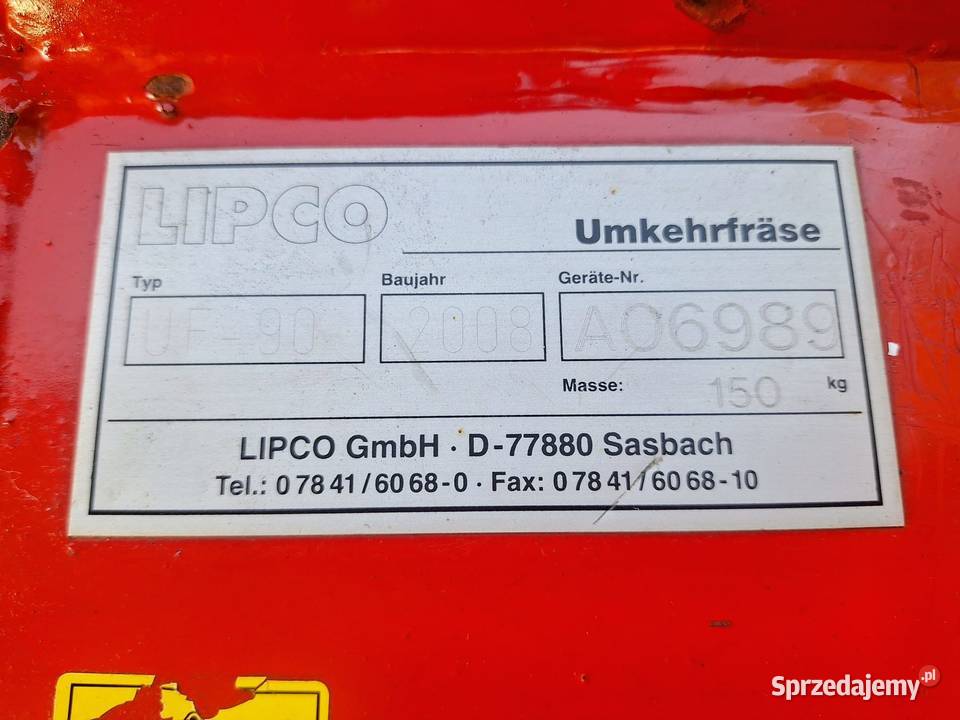 LIPCO
Umkehrfräse
Typ Baujahr Geräte-Nr.
UF-90 2008 A06989
Masse: 150 kg
LIPCO GmbH · D-77880 Sasbach
Tel.: 0 78 41 / 60 68-0 · Fax: 0 78 41 / 60 68-10
Sprzedajemy.pl